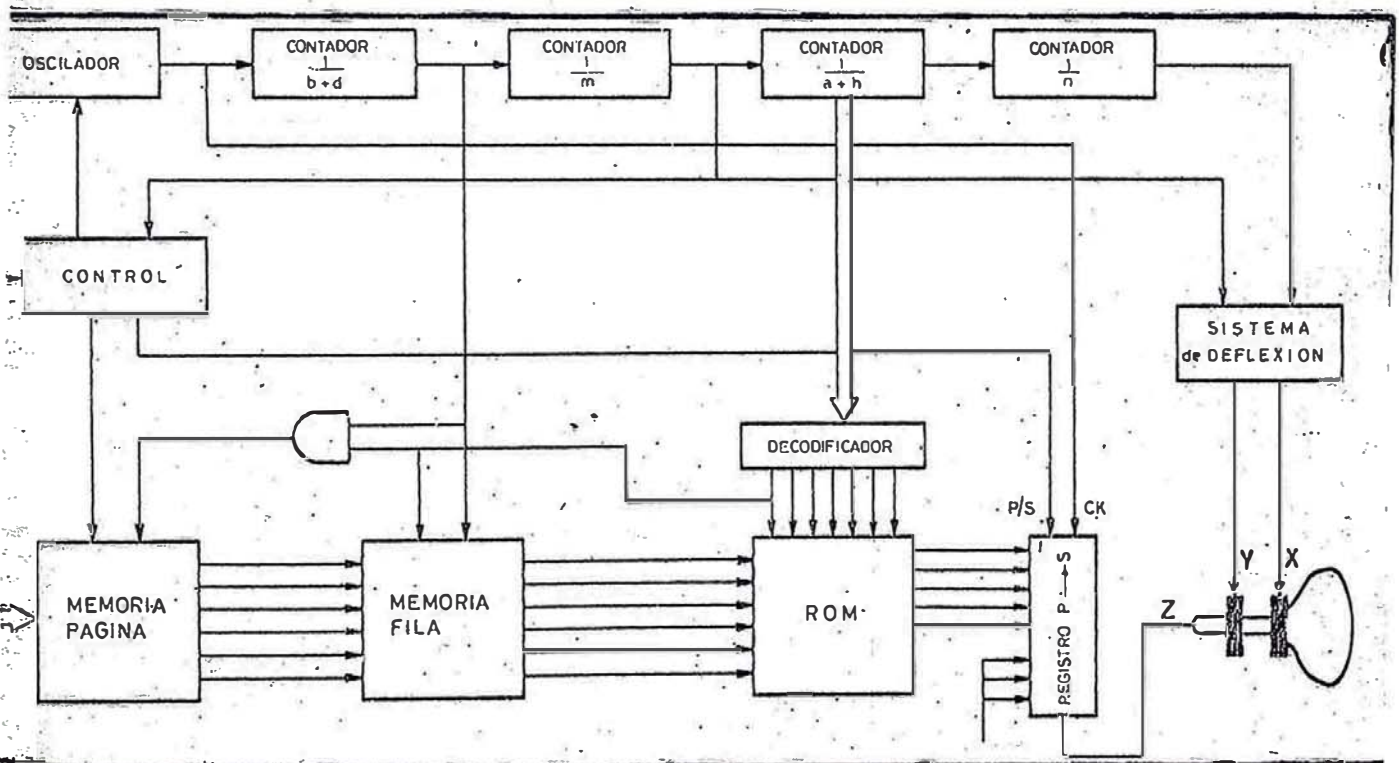 OSCILADOR
CONTADOR
1
b+d
CONTADOR
1
m
CONTADOR
1
a+h
CONTADOR
1
n
CONTROL
SISTEMA
de DEFLEXION
DECODIFICADOR
P/S
CK
MEMORIA
PAGINA
MEMORIA
FILA
ROM
REGISTRO P → S
Y
X
Z